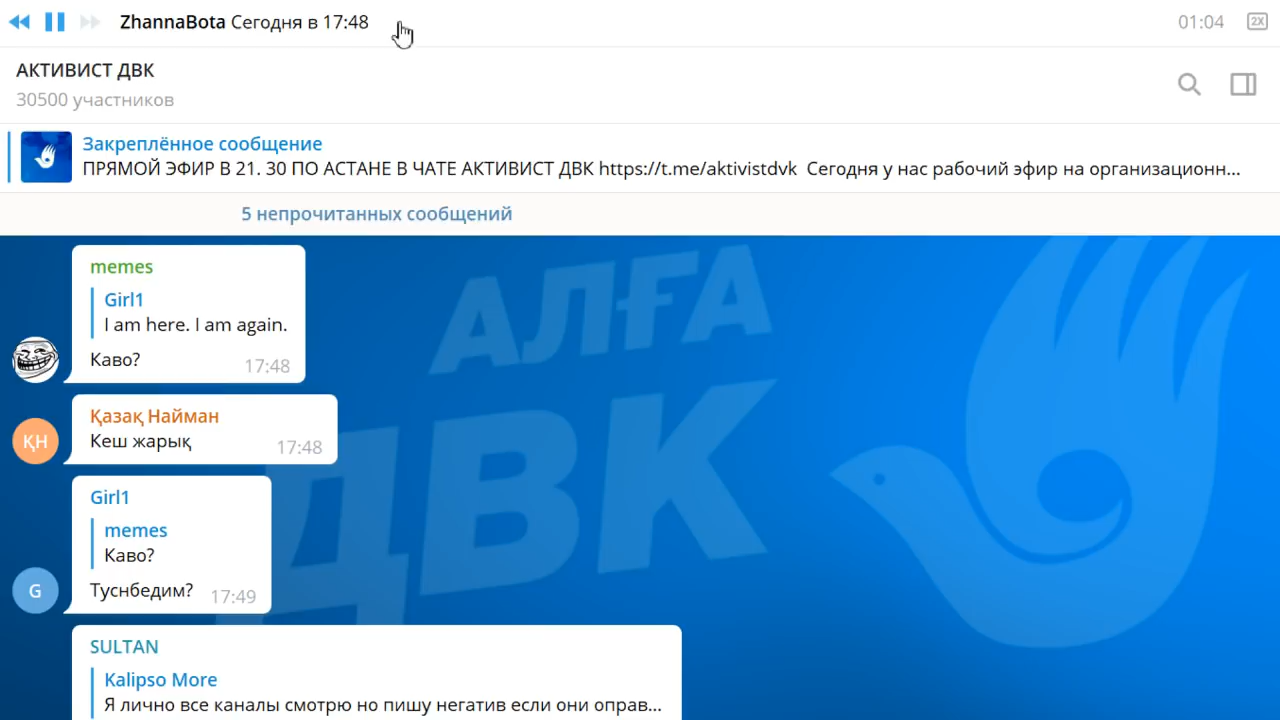 ZhannaBota Сегодня в 17:48
01:04
2X
АКТИВИСТ ДВК
30500 участников
Закреплённое сообщение
ПРЯМОЙ ЭФИР В 21. 30 ПО АСТАНЕ В ЧАТЕ АКТИВИСТ ДВК https://t.me/aktivistdvk Сегодня у нас рабочий эфир на организационн...
5 непрочитанных сообщений
memes
Girl1
I am here. I am again.
Каво?
17:48
ҚН
Қазақ Найман
Кеш жарық
17:48
Girl1
memes
Каво?
G
Туснбедим?
17:49
SULTAN
Kalipso More
Я лично все каналы смотрю но пишу негатив если они оправ...
АЛҒА
ДВК